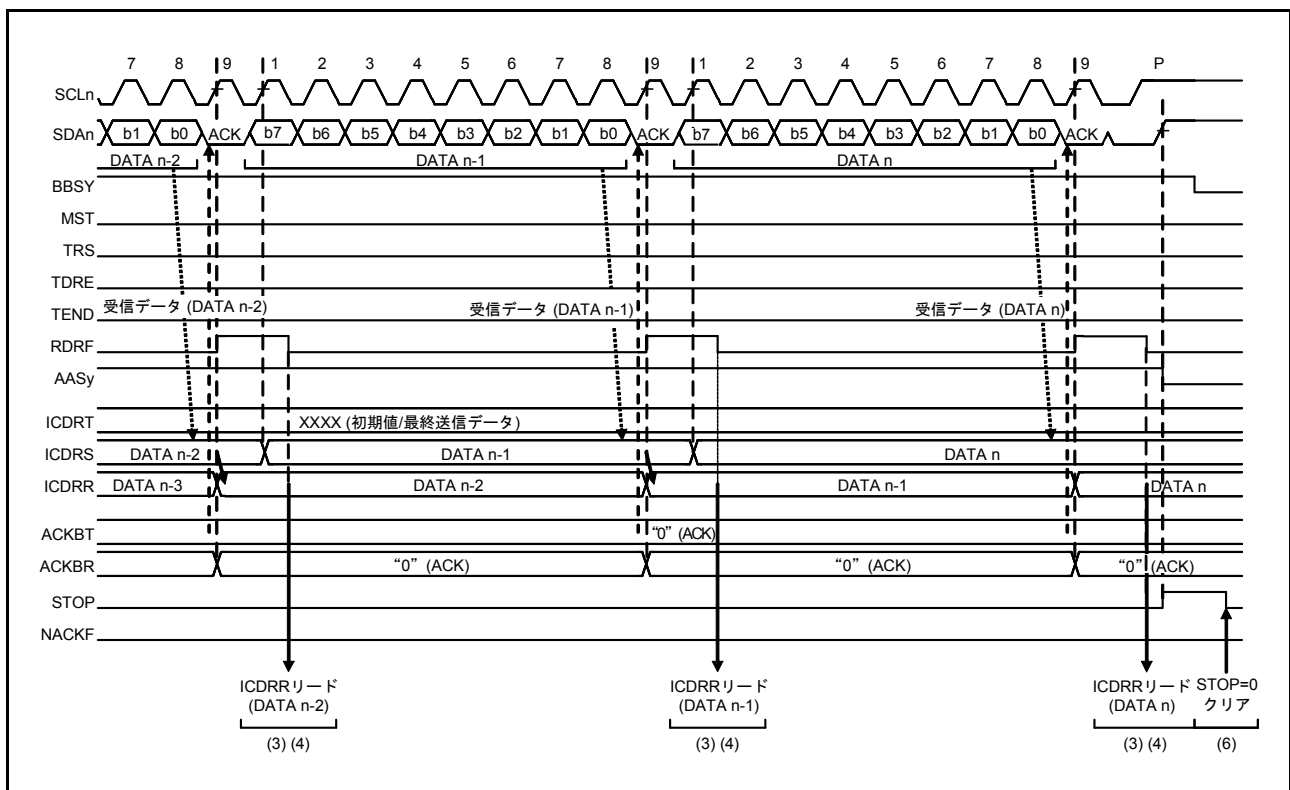 7 8 9 1 2 3 4 5 6 7 8 9 1 2 3 4 5 6 7 8 9 P
SCLn
SDAn b1 b0 ACK b7 b6 b5 b4 b3 b2 b1 b0 ACK b7 b6 b5 b4 b3 b2 b1 b0 ACK
DATA n-2 DATA n-1 DATA n
BBSY
MST
TRS
TDRE
TEND 受信データ (DATA n-2) 受信データ (DATA n-1) 受信データ (DATA n)
RDRF
AASy
ICDRT XXXX (初期値/最終送信データ)
ICDRS DATA n-2 DATA n-1 DATA n
ICDRR DATA n-3 DATA n-2 DATA n-1 DATA n
ACKBT “0” (ACK)
ACKBR “0” (ACK) “0” (ACK) “0” (ACK)
STOP
NACKF
ICDRRリード ICDRRリード ICDRRリード STOP=0
(DATA n-2) (DATA n-1) (DATA n) クリア
(3) (4) (3) (4) (3) (4) (6)